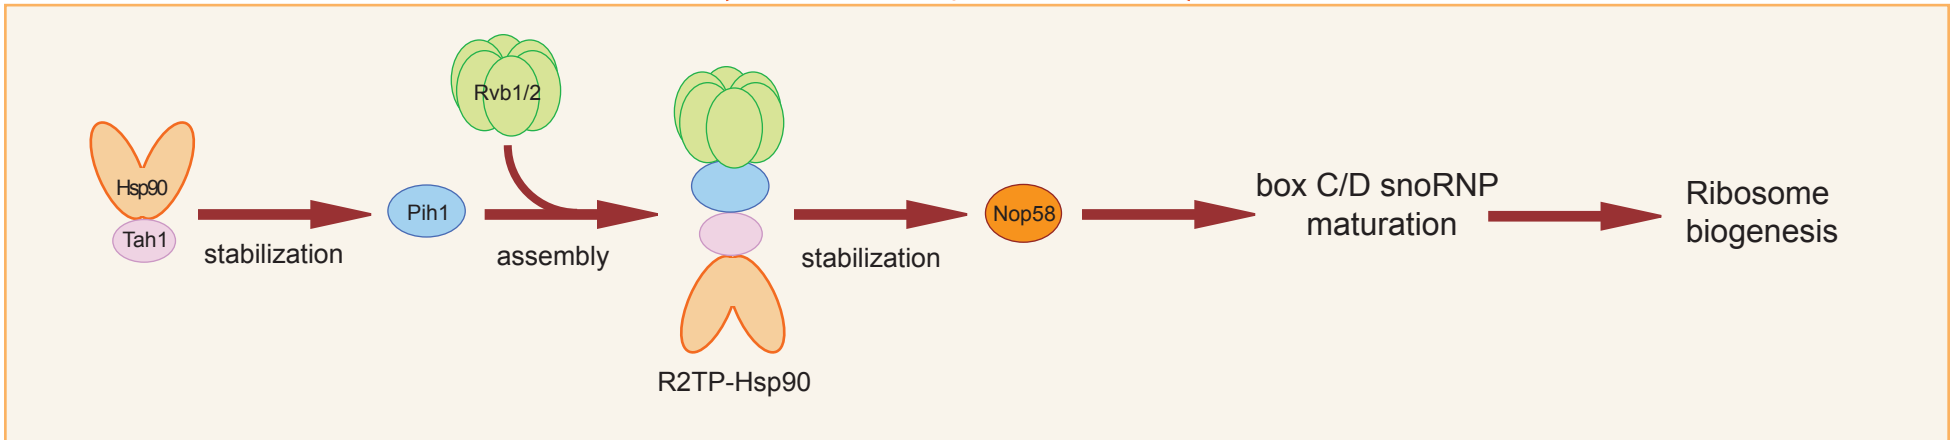 Rvb1/2
Hsp90
Tah1
stabilization
Pih1
assembly
R2TP-Hsp90
stabilization
Nop58
box C/D snoRNP
maturation
Ribosome
biogenesis